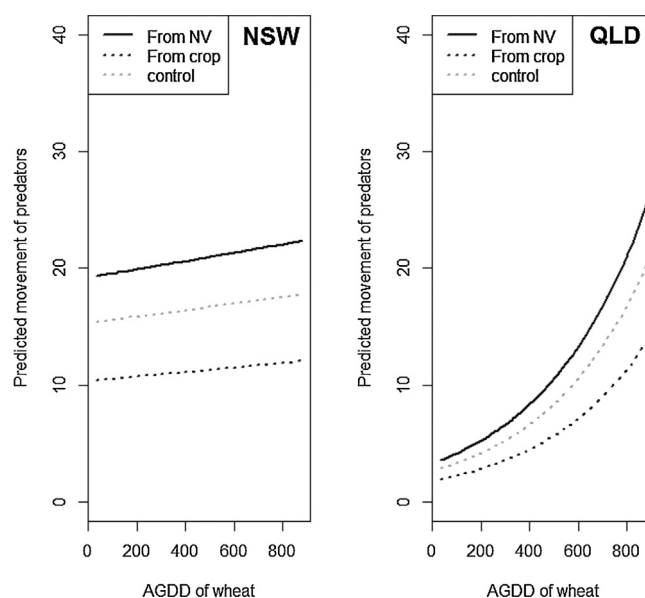 From NV
From crop
control
NSW
Predicted movement of predators
40
30
20
10
0
0 200 400 600 800
AGDD of wheat
From NV
From crop
control
QLD
Predicted movement of predators
40
30
20
10
0
0 200 400 600 800
AGDD of wheat